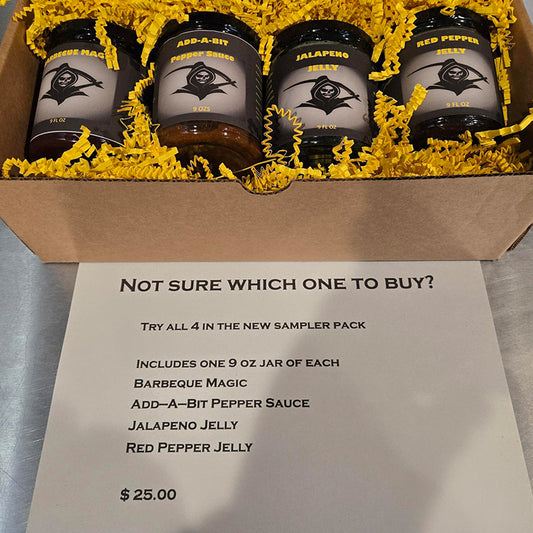 BARBECUE MAGIC
9 FL OZ
ADD-A-BIT
Pepper Sauce
9 OZS
JALAPENO
JELLY
9 FL OZ
RED PEPPER
JELLY
9 FL OZ
NOT SURE WHICH ONE TO BUY?
TRY ALL 4 IN THE NEW SAMPLER PACK
INCLUDES ONE 9 OZ JAR OF EACH
BARBEQUE MAGIC
ADD–A–BIT PEPPER SAUCE
JALAPENO JELLY
RED PEPPER JELLY
$ 25.00